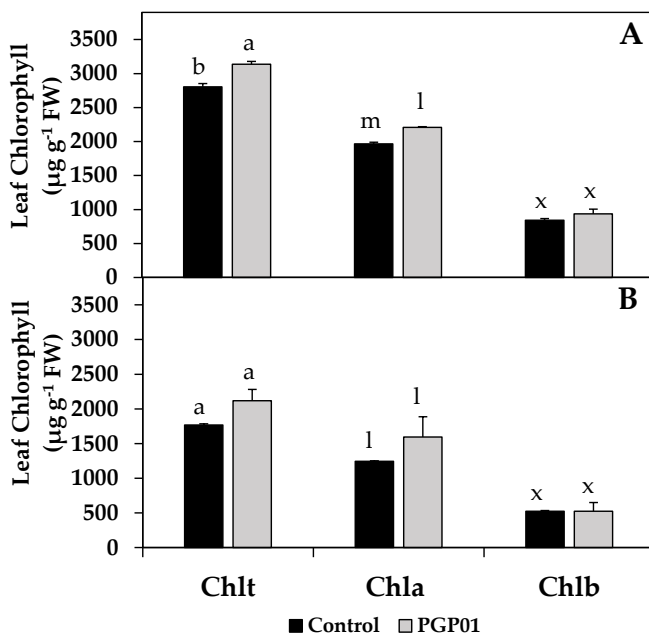 A
Leaf Chlorophyll
(µg g-1 FW)
3500
3000
2500
2000
1500
1000
500
0
b
a
m
l
x
x
B
Leaf Chlorophyll
(µg g-1 FW)
3500
3000
2500
2000
1500
1000
500
0
a
a
l
l
x
x
Chlt Chla Chlb
Control PGP01